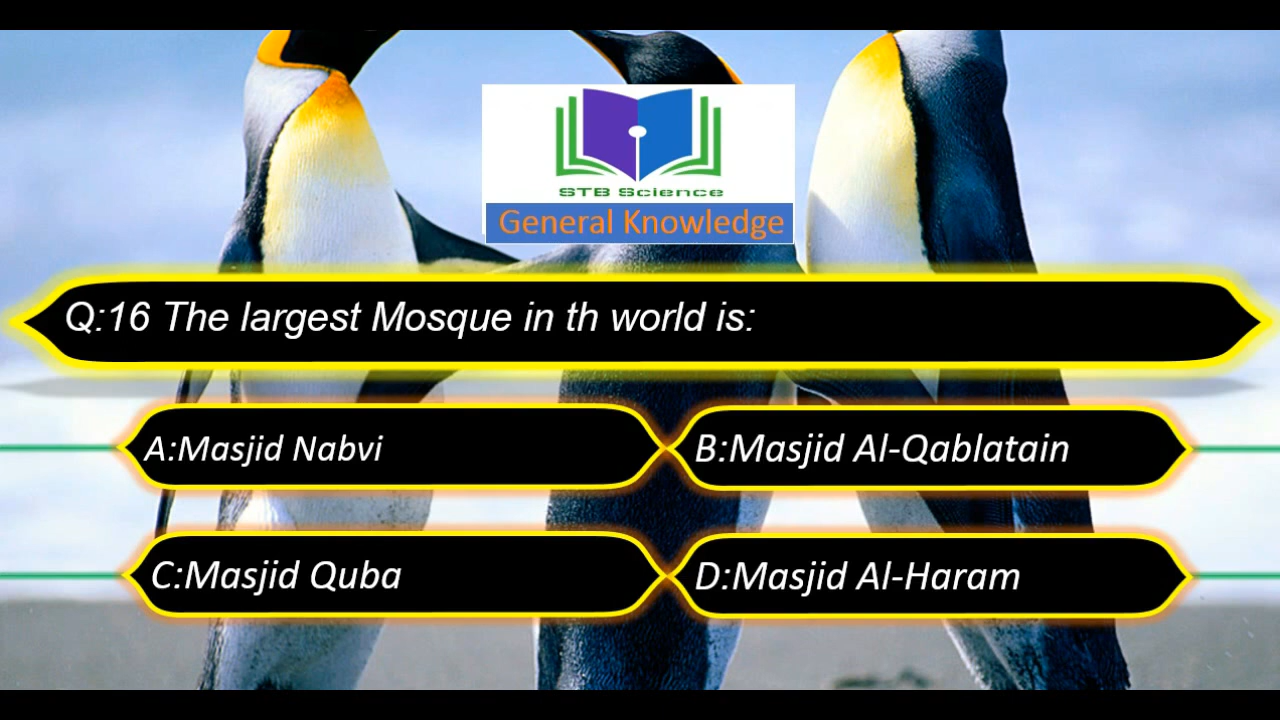 STB Science
General Knowledge
Q:16 The largest Mosque in th world is:
A:Masjid Nabvi
B:Masjid Al-Qablatain
C:Masjid Quba
D:Masjid Al-Haram